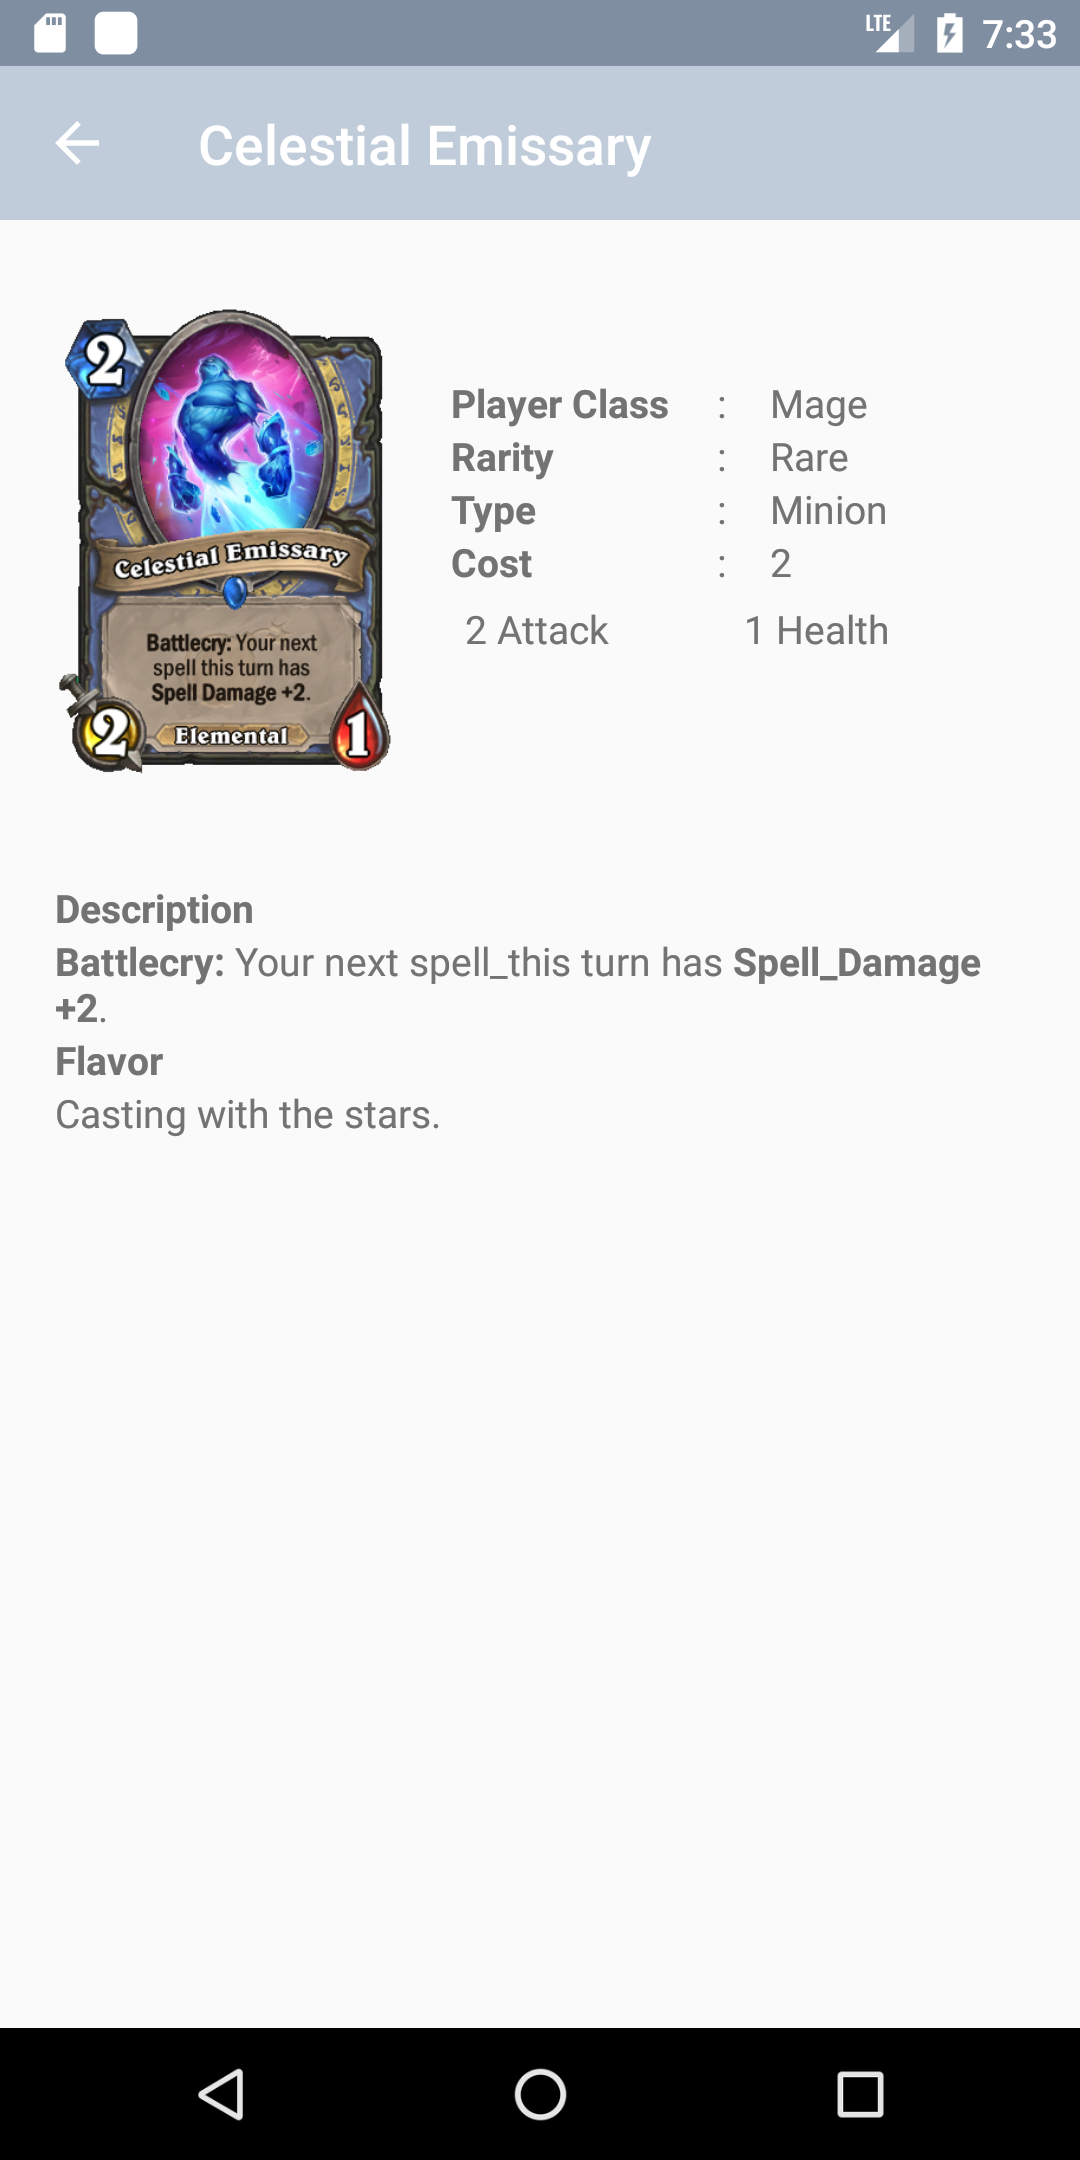 LTE 7:33
Celestial Emissary
2
Celestial Emissary
Battlecry: Your next
spell this turn has
Spell Damage +2.
2 Elemental 1
Player Class : Mage
Rarity : Rare
Type : Minion
Cost : 2
2 Attack 1 Health
Description
Battlecry: Your next spell_this turn has Spell_Damage
+2.
Flavor
Casting with the stars.